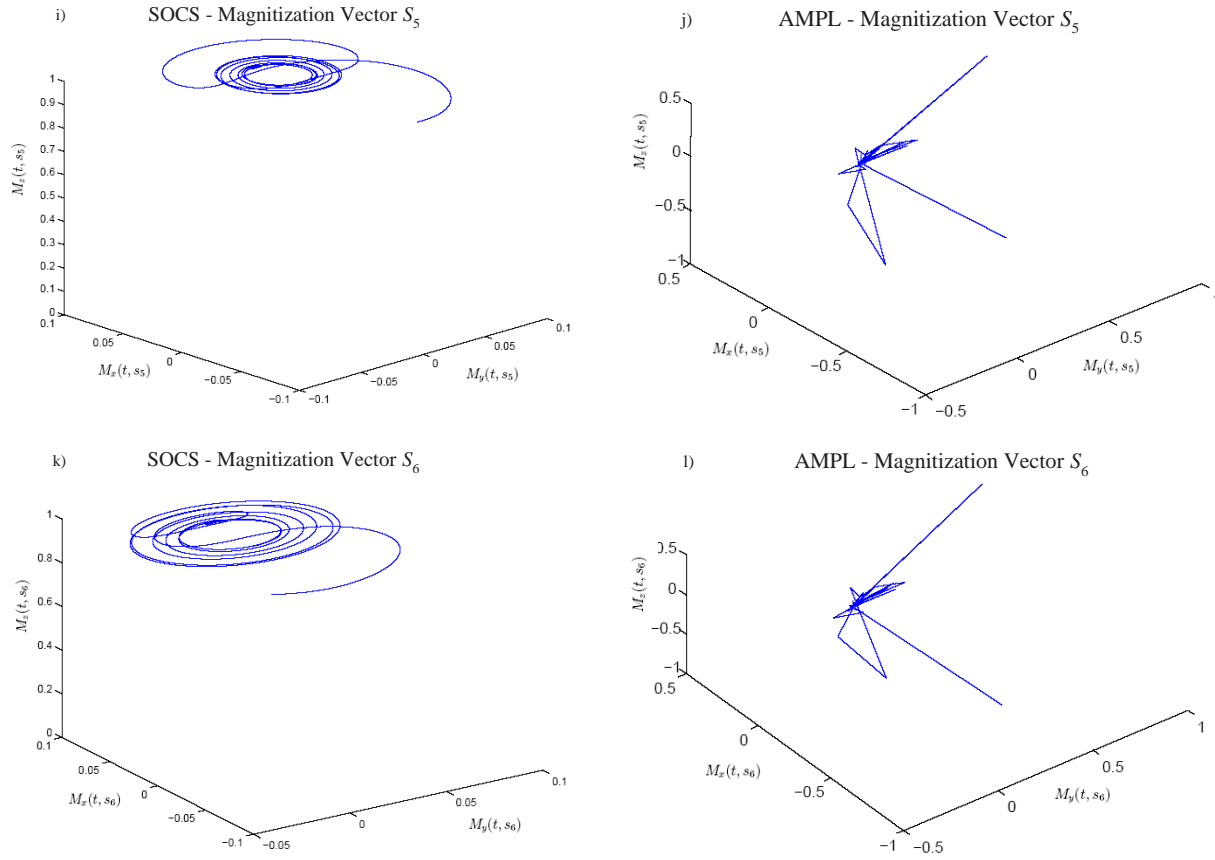 i)
SOCS - Magnitization Vector S5
1
0.9
0.8
0.7
0.6
0.5
0.4
0.3
0.2
0.1
0
Mz(t, s5)
0.1
0.05
0
−0.05
−0.1
Mx(t, s5)
−0.1
−0.05
0
0.05
0.1
My(t, s5)
j)
AMPL - Magnitization Vector S5
0.5
0
−0.5
−1
Mz(t, s5)
0.5
0
−0.5
−1
Mx(t, s5)
−0.5
0
0.5
My(t, s5)
k)
SOCS - Magnitization Vector S6
1
0.8
0.6
0.4
0.2
0
Mz(t, s6)
0.1
0.05
0
−0.05
−0.1
Mx(t, s6)
−0.05
0
0.05
0.1
My(t, s6)
l)
AMPL - Magnitization Vector S6
0.5
0
−0.5
−1
Mz(t, s6)
0.5
0
−0.5
−1
Mx(t, s6)
−0.5
0
0.5
1
My(t, s6)